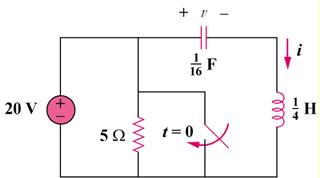 + v −
1/16 F
i
20 V
+
−
5 Ω
t = 0
1/4 H